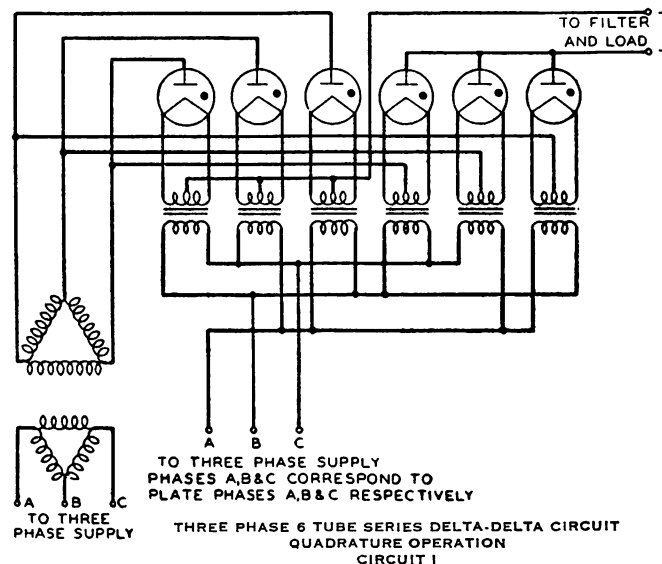 TO FILTER
AND LOAD
A B C
TO THREE PHASE SUPPLY
PHASES A,B&C CORRESPOND TO
PLATE PHASES A,B&C RESPECTIVELY
A B C
TO THREE
PHASE SUPPLY
THREE PHASE 6 TUBE SERIES DELTA-DELTA CIRCUIT
QUADRATURE OPERATION
CIRCUIT I